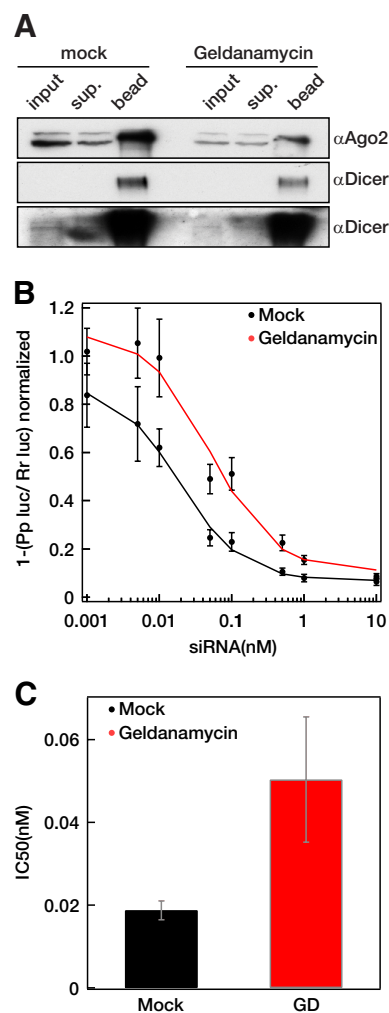 A
mock Geldanamycin
input sup. bead input sup. bead
αAgo2
αDicer
αDicer
B
1.2
1.0
0.8
0.6
0.4
0.2
0
1-(Pp luc/ Rr luc) normalized
Mock
Geldanamycin
0.001 0.01 0.1 1 10
siRNA(nM)
C
Mock
Geldanamycin
0.06
0.04
0.02
0
IC50(nM)
Mock GD